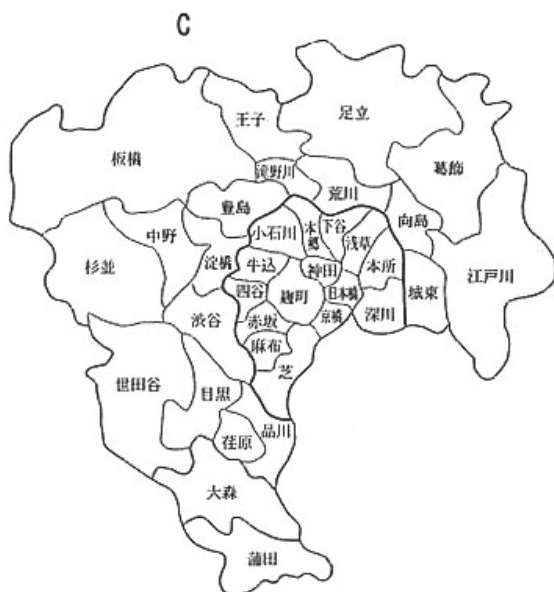 C
王子
足立
板橋
葛飾
滝野川
荒川
豊島
向島
中野
小石川
本郷
下谷
浅草
杉並
淀橋
牛込
神田
本所
江戸川
四谷
麹町
日本橋
城東
渋谷
赤坂
京橋
深川
麻布
芝
世田谷
目黒
荏原
品川
大森
蒲田